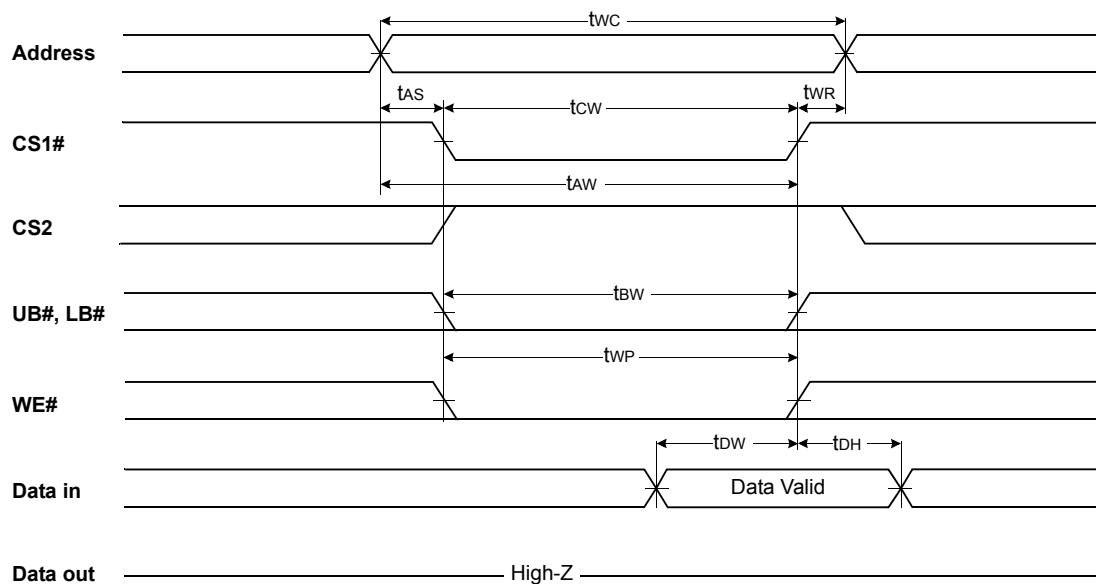 tWC
Address
tAS
tCW
tWR
CS1#
tAW
CS2
tBW
UB#, LB#
tWP
WE#
tDW
tDH
Data in
Data Valid
Data out
High-Z